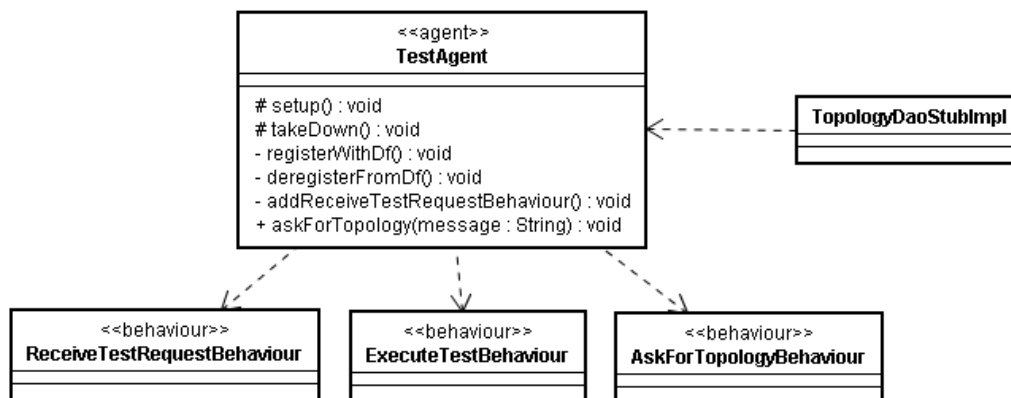 <<agent>>
TestAgent
# setup() : void
# takeDown() : void
- registerWithDf() : void
- deregisterFromDf() : void
- addReceiveTestRequestBehaviour() : void
+ askForTopology(message : String) : void
TopologyDaoStubImpl
<<behaviour>>
ReceiveTestRequestBehaviour
<<behaviour>>
ExecuteTestBehaviour
<<behaviour>>
AskForTopologyBehaviour